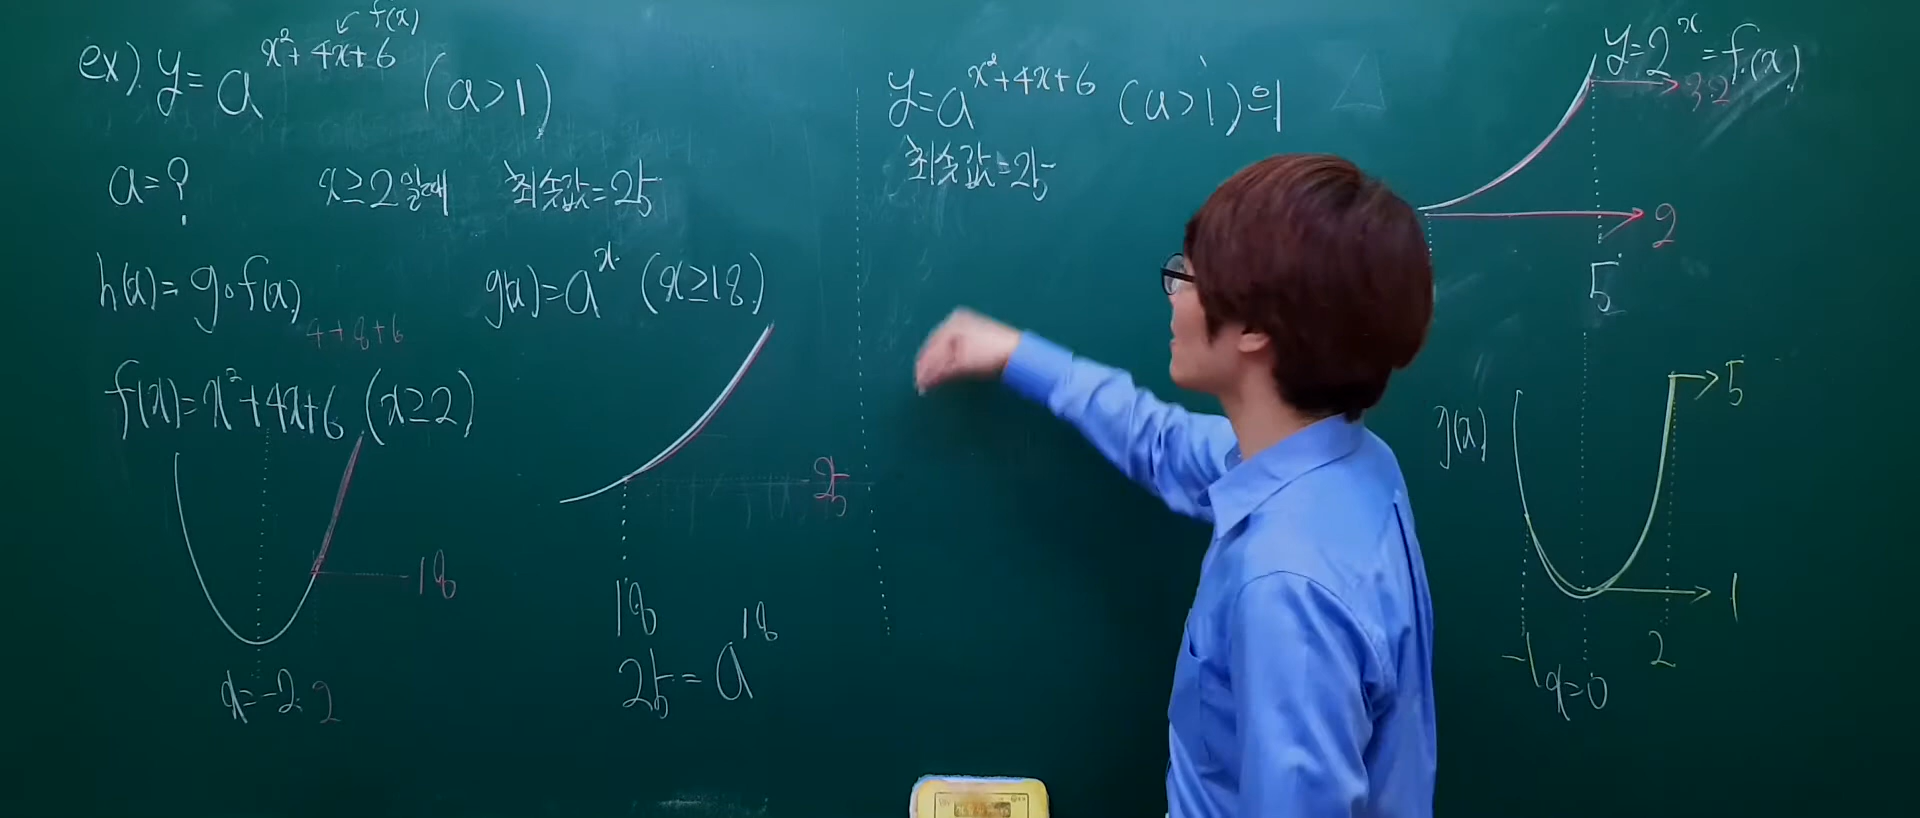 ex) y = a^{x²+4x+6} (a>1)
f(x)
a=?
x≥2 일때 최솟값=25
h(x)= g∘f(x)
g(x)=a^x (x≥18)
4+8+6
f(x)=x²+4x+6 (x≥2)
18
x=-2
2
25
18
25=a^{18}
y=a^{x²+4x+6} (a>1)의
최솟값=25
y=2^x=f(x)
32
2
5
g(x)
5
1
-1
x=0
2